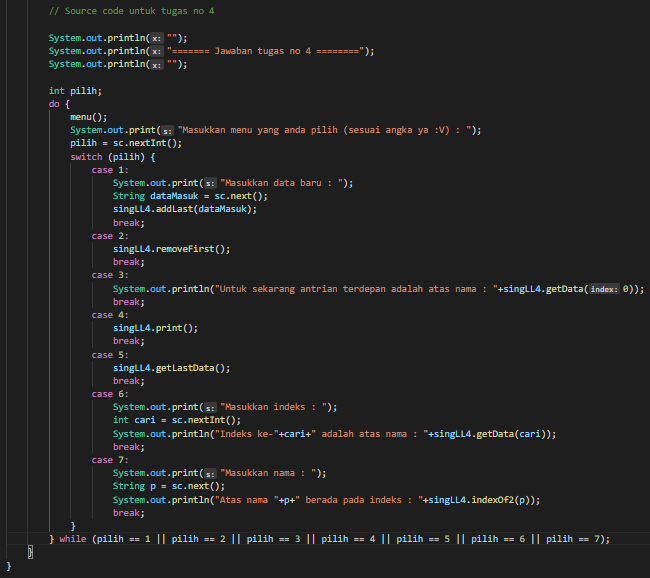 // Source code untuk tugas no 4
System.out.println(x: "");
System.out.println(x: "======= Jawaban tugas no 4 ========");
System.out.println(x: "");
int pilih;
do {
menu();
System.out.print(s: "Masukkan menu yang anda pilih (sesuai angka ya :V) : ");
pilih = sc.nextInt();
switch (pilih) {
case 1:
System.out.print(s: "Masukkan data baru : ");
String dataMasuk = sc.next();
singLL4.addLast(dataMasuk);
break;
case 2:
singLL4.removeFirst();
break;
case 3:
System.out.println("Untuk sekarang antrian terdepan adalah atas nama : "+singLL4.getData(index: 0));
break;
case 4:
singLL4.print();
break;
case 5:
singLL4.getLastData();
break;
case 6:
System.out.print(s: "Masukkan indeks : ");
int cari = sc.nextInt();
System.out.println("Indeks ke-"+cari+" adalah atas nama : "+singLL4.getData(cari));
break;
case 7:
System.out.print(s: "Masukkan nama : ");
String p = sc.next();
System.out.println("Atas nama "+p+" berada pada indeks : "+singLL4.indexOf2(p));
break;
}
} while (pilih == 1 || pilih == 2 || pilih == 3 || pilih == 4 || pilih == 5 || pilih == 6 || pilih == 7);
}
}